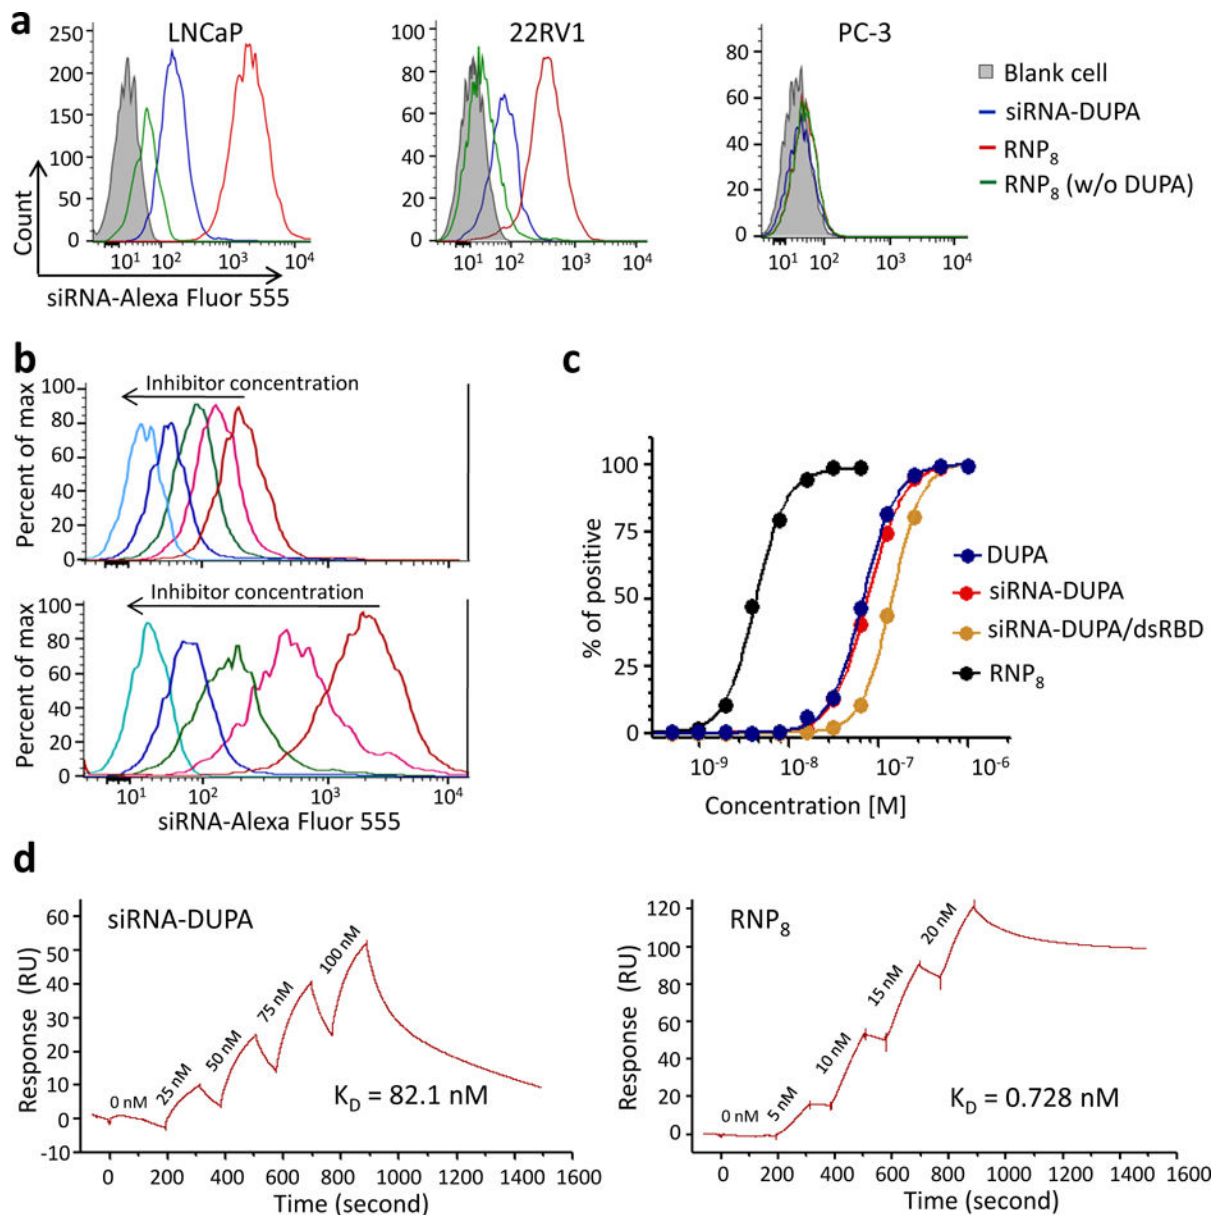 a
LNCaP
22RV1
PC-3
250
200
150
100
50
0
100
80
60
40
20
0
80
60
40
20
0
Blank cell
siRNA-DUPA
RNP₈
RNP₈ (w/o DUPA)
Count
10¹ 10² 10³ 10⁴
10¹ 10² 10³ 10⁴
10¹ 10² 10³ 10⁴
siRNA-Alexa Fluor 555
b
Inhibitor concentration
Percent of max
100
80
60
40
20
0
Inhibitor concentration
Percent of max
100
80
60
40
20
0
10¹ 10² 10³ 10⁴
siRNA-Alexa Fluor 555
c
% of positive
100
75
50
25
0
DUPA
siRNA-DUPA
siRNA-DUPA/dsRBD
RNP₈
10⁻⁹ 10⁻⁸ 10⁻⁷ 10⁻⁶
Concentration [M]
d
siRNA-DUPA
Response (RU)
60
50
40
30
20
10
0
-10
0 nM
25 nM
50 nM
75 nM
100 nM
K_D = 82.1 nM
0 200 400 600 800 1000 1200 1400 1600
Time (second)
RNP₈
Response (RU)
120
100
80
60
40
20
0
0 nM
5 nM
10 nM
15 nM
20 nM
K_D = 0.728 nM
0 200 400 600 800 1000 1200 1400 1600
Time (second)